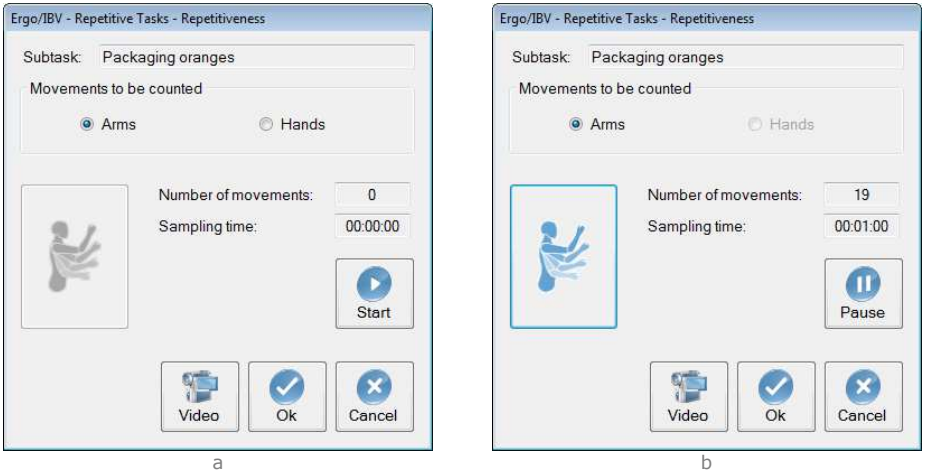 Ergo/IBV - Repetitive Tasks - Repetitiveness
Subtask: Packaging oranges
Movements to be counted
Arms Hands
Number of movements: 0
Sampling time: 00:00:00
Start
Video Ok Cancel
a
Ergo/IBV - Repetitive Tasks - Repetitiveness
Subtask: Packaging oranges
Movements to be counted
Arms Hands
Number of movements: 19
Sampling time: 00:01:00
Pause
Video Ok Cancel
b